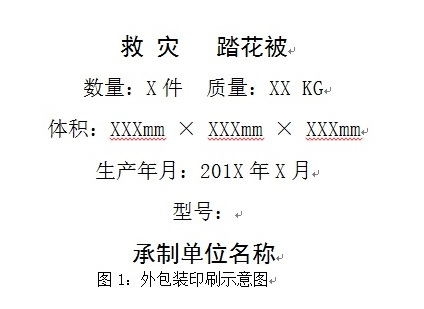 救 灾 踏花被
数量：X 件 质量：XX KG
体积：XXXmm × XXXmm × XXXmm
生产年月：201X 年 X 月
型号：
承制单位名称
图 1：外包装印刷示意图